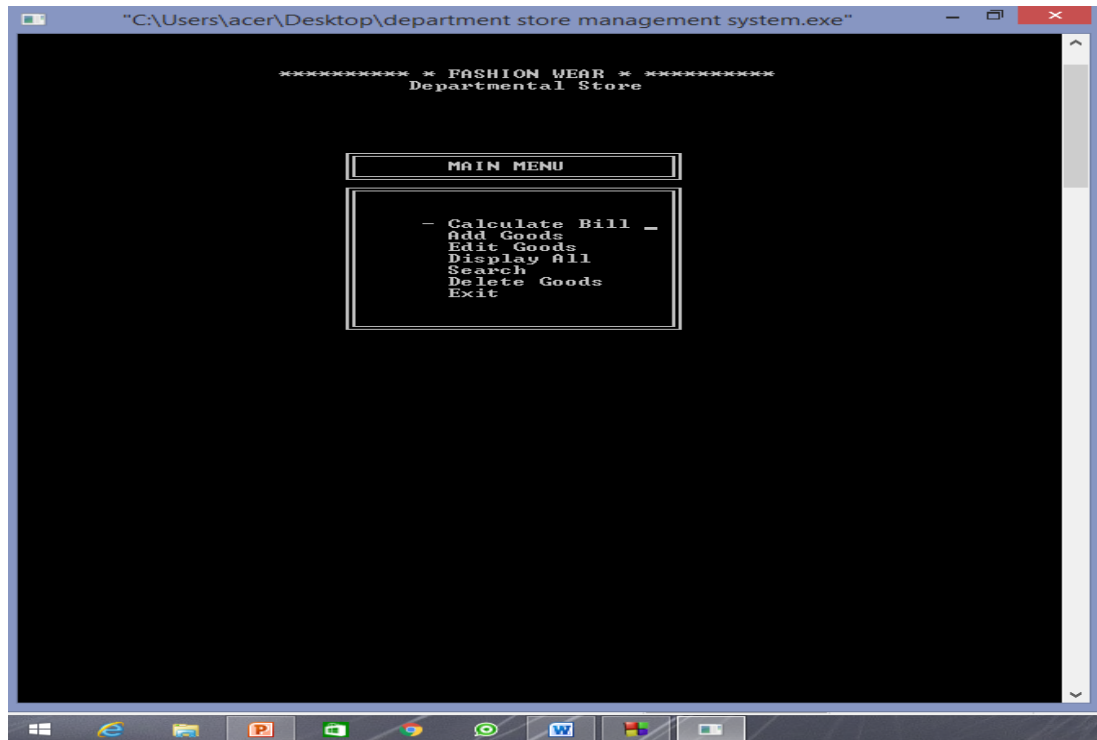 "C:\Users\acer\Desktop\department store management system.exe"
********** * FASHION WEAR * **********
Departmental Store
MAIN MENU
- Calculate Bill _
Add Goods
Edit Goods
Display All
Search
Delete Goods
Exit